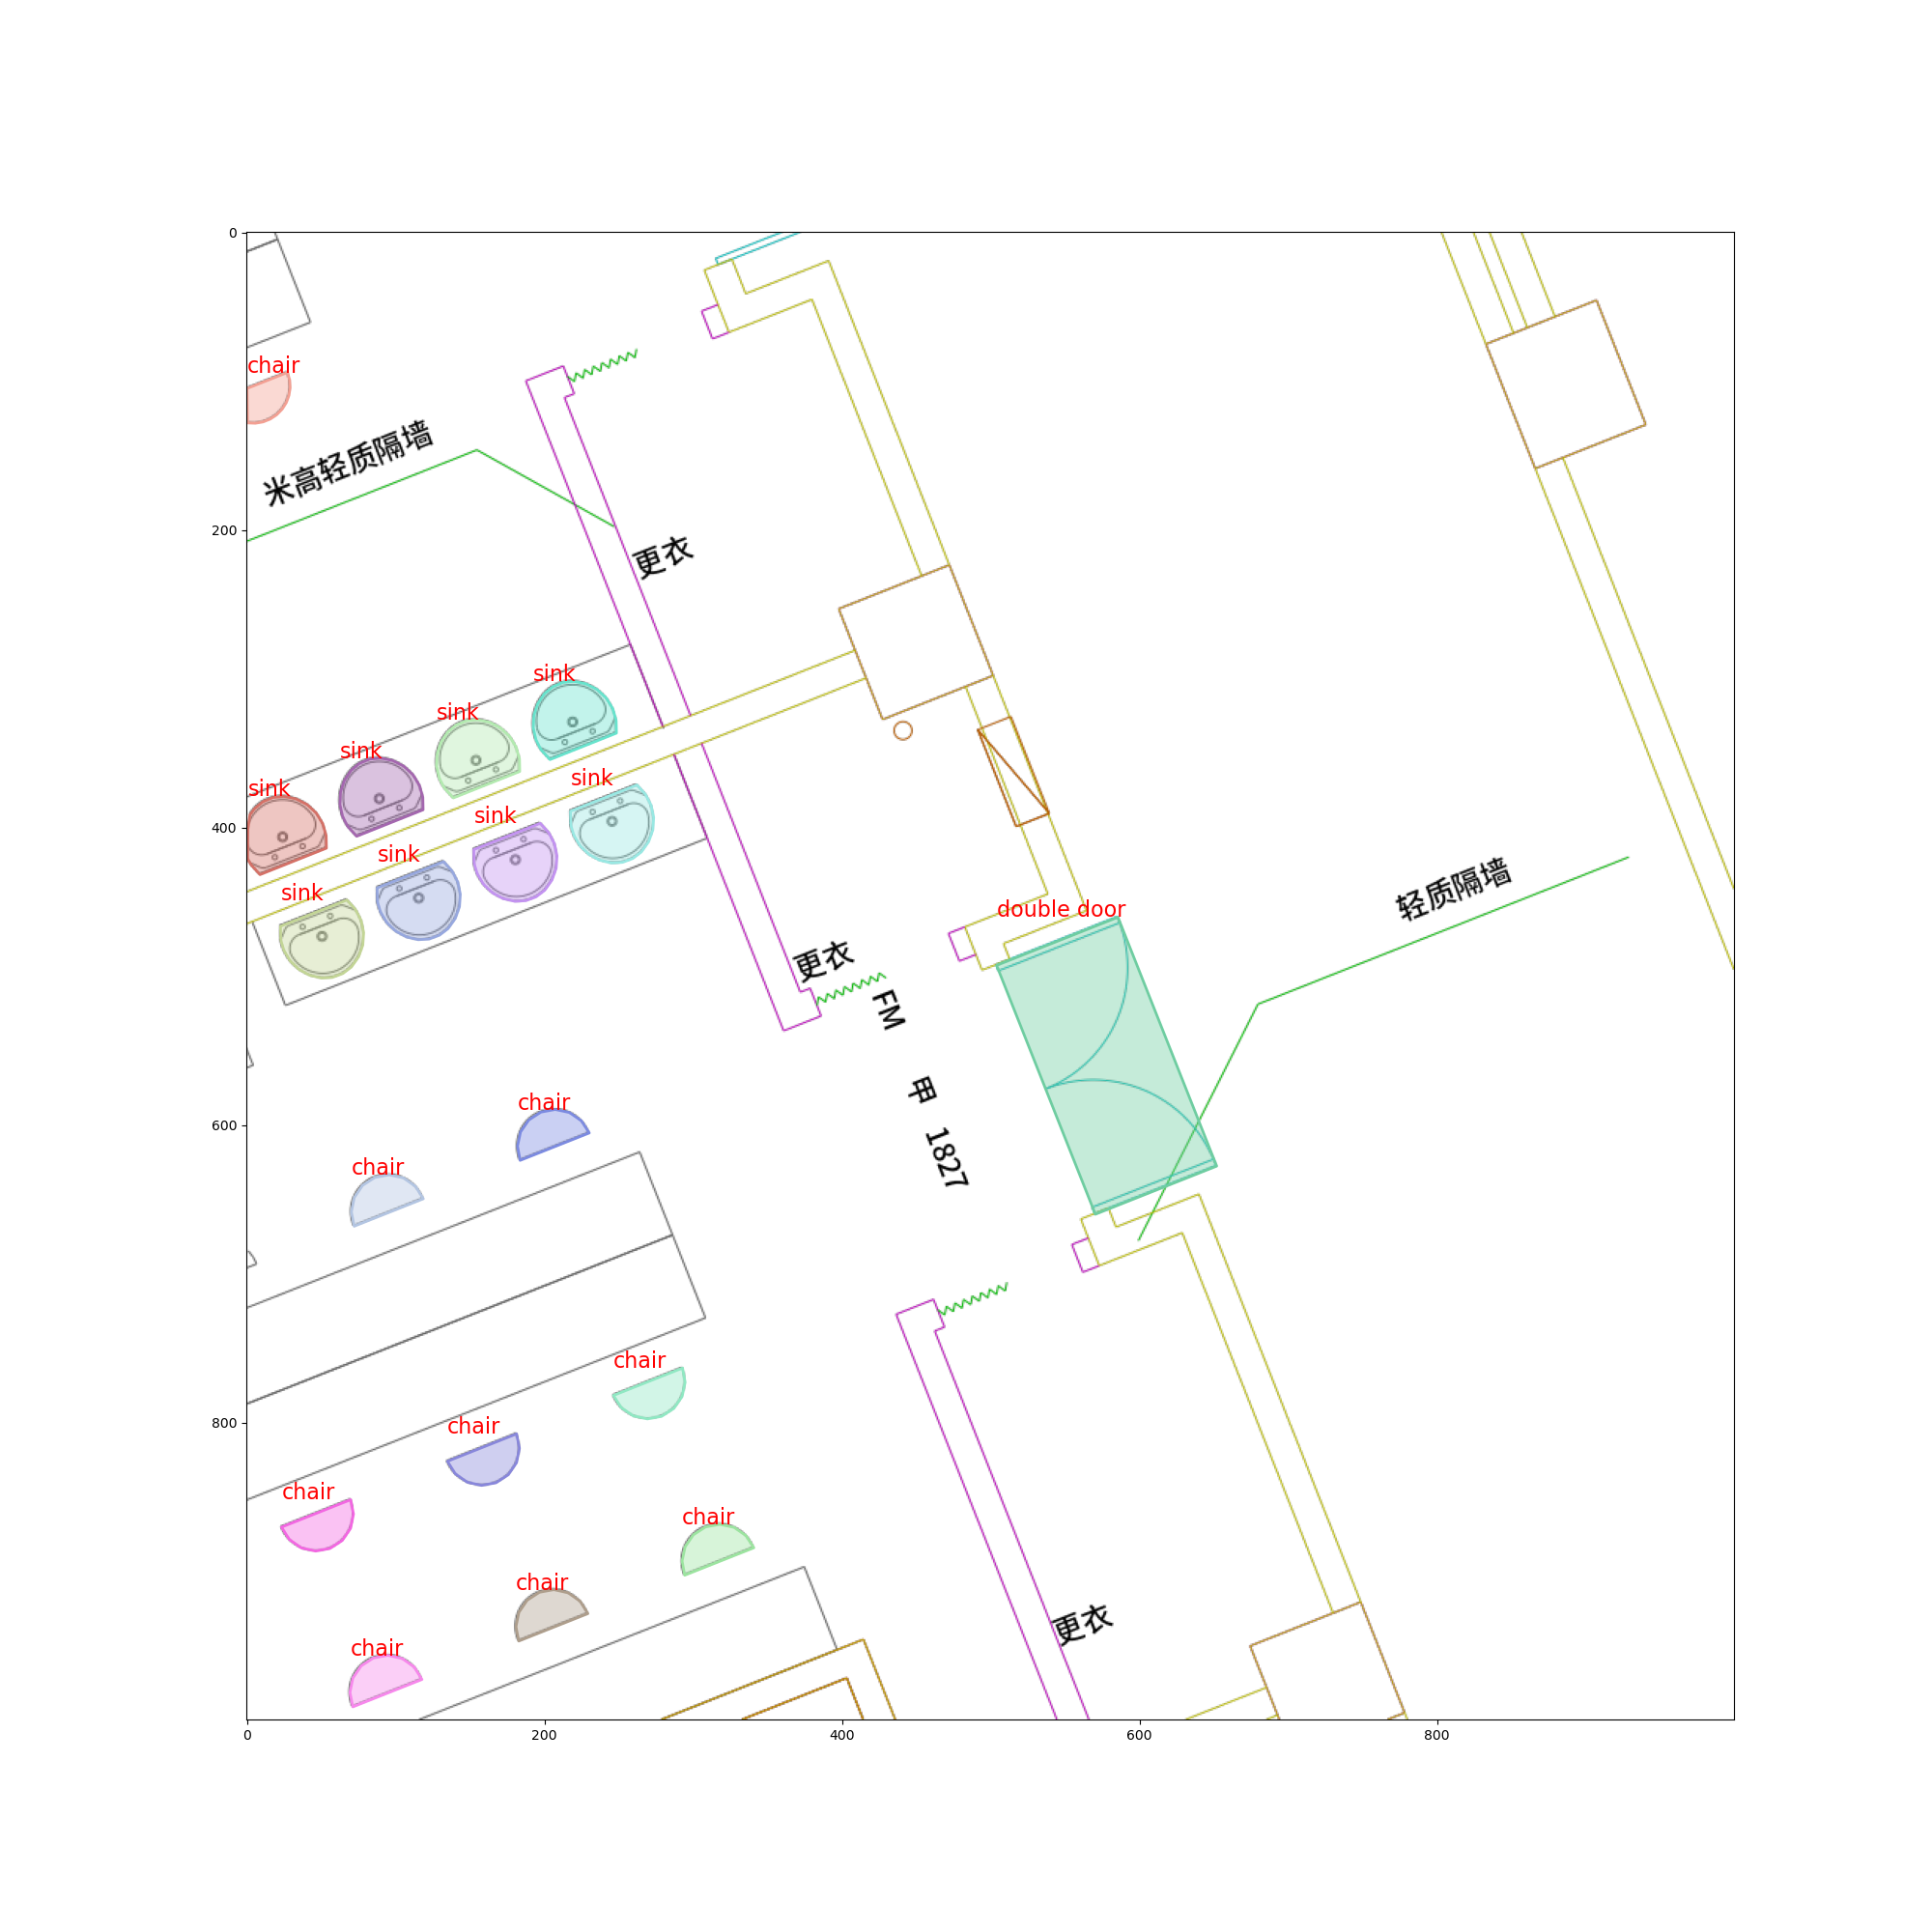 0
chair
米高轻质隔墙
200
更衣
sink
sink
sink
sink
sink
sink
400
sink
sink
轻质隔墙
double door
更衣
FM 甲 1827
chair
600
chair
chair
800
chair
chair
chair
chair
更衣
chair
0 200 400 600 800